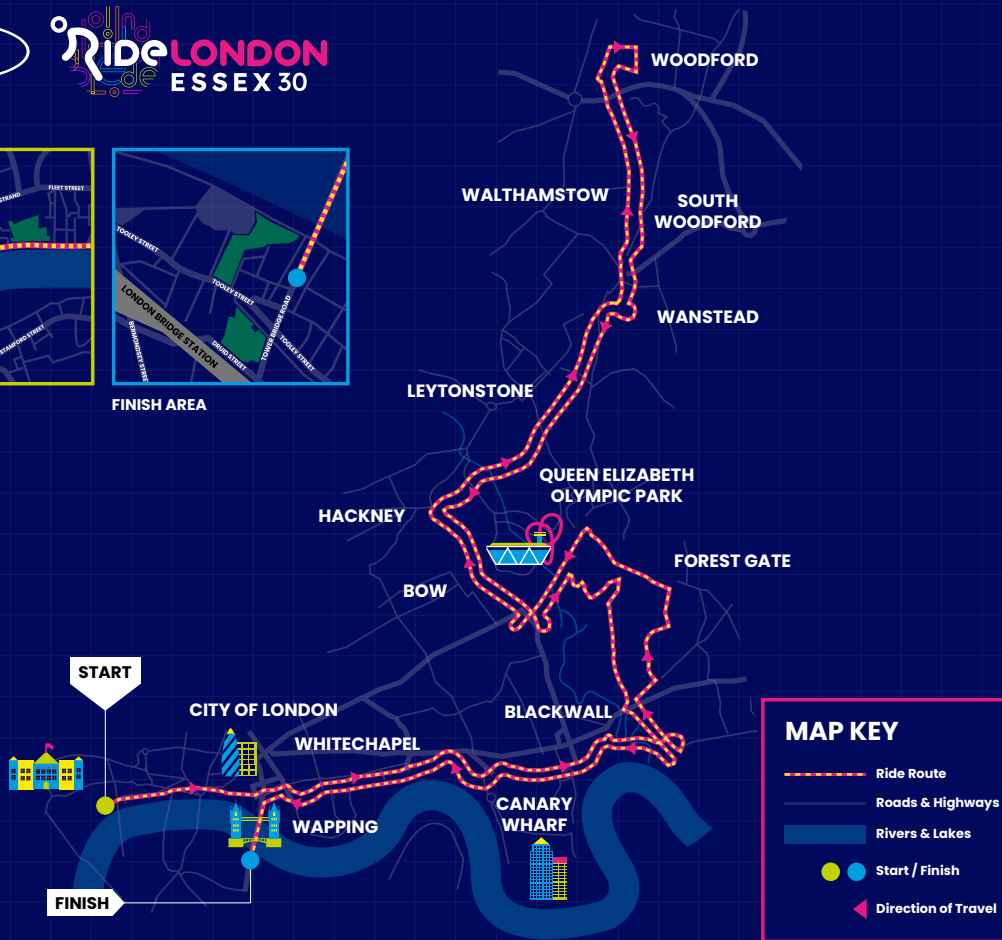 RIDELONDON
ESSEX 30
WOODFORD
WALTHAMSTOW
SOUTH
WOODFORD
WANSTEAD
LEYTONSTONE
QUEEN ELIZABETH
OLYMPIC PARK
HACKNEY
FOREST GATE
BOW
BLACKWALL
START
CITY OF LONDON
WHITECHAPEL
WAPPING
CANARY
WHARF
FINISH
STRAND
FLEET STREET
STAMFORD STREET
TOOLEY STREET
TOOLEY STREET
LONDON BRIDGE STATION
BERMONDSEY STREE
DRUID STREET
TOWER BRIDGE ROAD
TOOLEY STREET
FINISH AREA
MAP KEY
Ride Route
Roads & Highways
Rivers & Lakes
Start / Finish
Direction of Travel